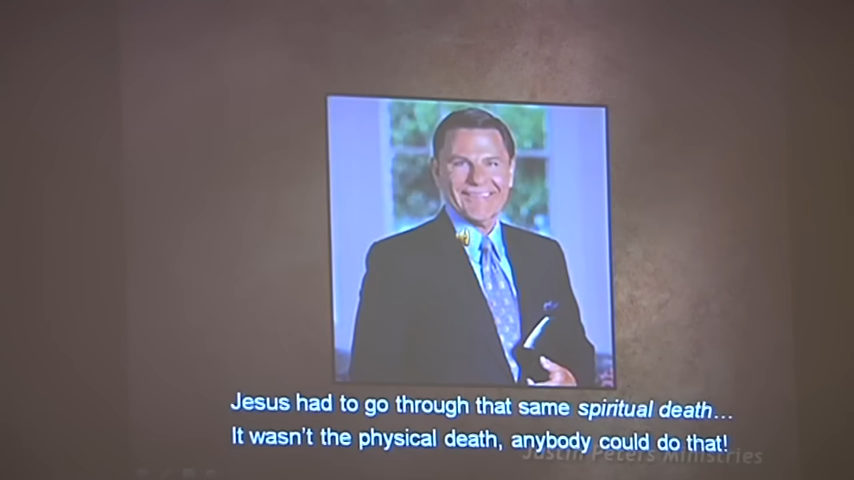 Jesus had to go through that same spiritual death...
It wasn't the physical death, anybody could do that!
Justin Peters Ministries